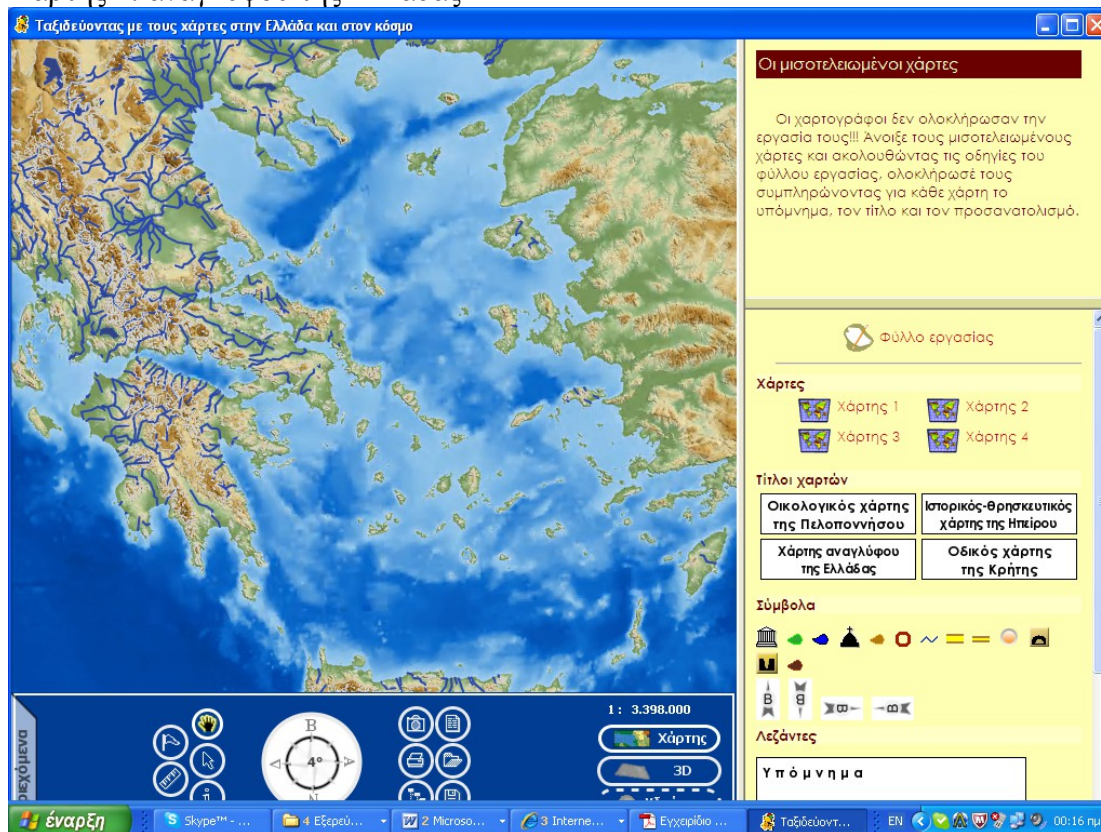 Ταξιδεύοντας με τους χάρτες στην Ελλάδα και στον κόσμο
Οι μισοτελειωμένοι χάρτες
Οι χαρτογράφοι δεν ολοκλήρωσαν την
εργασία τους!!! Άνοιξε τους μισοτελειωμένους
χάρτες και ακολουθώντας τις οδηγίες του
φύλλου εργασίας, ολοκλήρωσέ τους
συμπληρώνοντας για κάθε χάρτη το
υπόμνημα, τον τίτλο και τον προσανατολισμό.
Φύλλο εργασίας
Χάρτες
Χάρτης 1
Χάρτης 2
Χάρτης 3
Χάρτης 4
Τίτλοι χαρτών
Οικολογικός χάρτης
της Πελοποννήσου
Ιστορικός-θρησκευτικός
χάρτης της Ηπείρου
Χάρτης αναγλύφου
της Ελλάδας
Οδικός χάρτης
της Κρήτης
Σύμβολα
B B B B
Λεζάντες
Υπόμνημα
B
4°
1: 3.398.000
Χάρτης
3D
έναρξη
Skype™ - ...
4 Εξερεύ...
2 Microso...
3 Interne...
Εγχειρίδιο ...
Ταξιδεύοντ...
EN
00:16 πμ